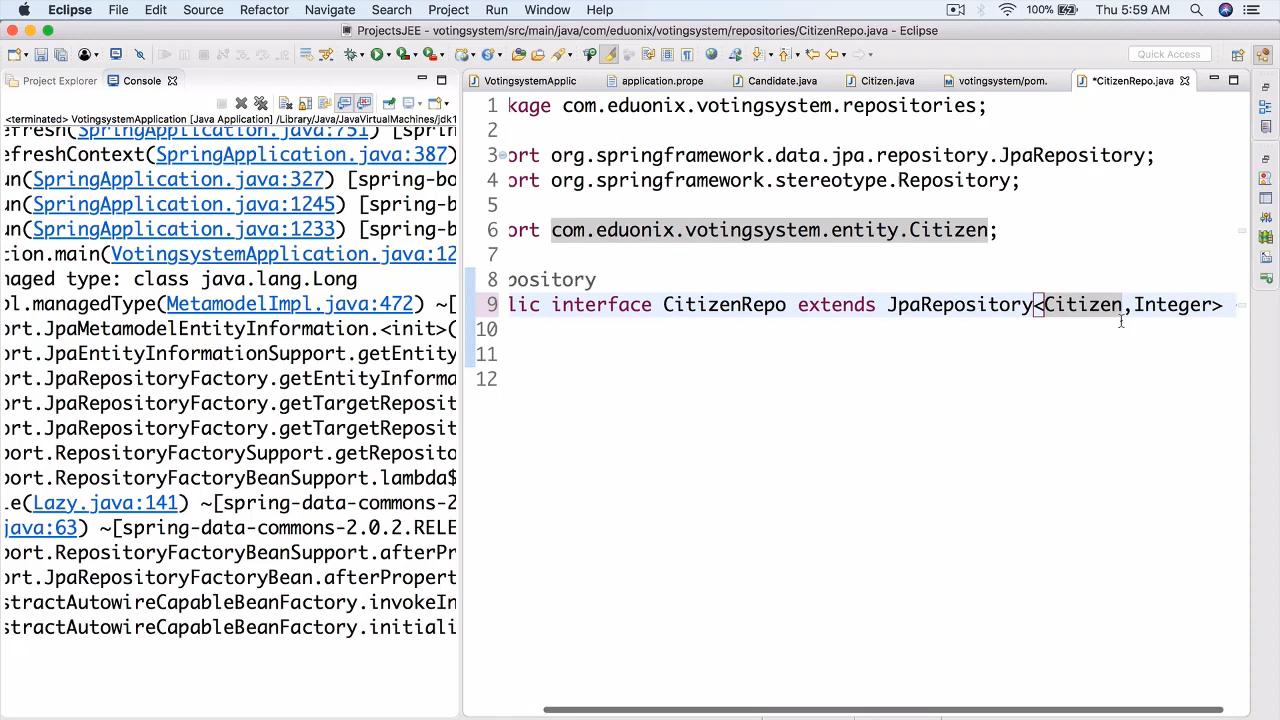 Eclipse File Edit Source Refactor Navigate Search Project Run Window Help 100% Thu 5:59 AM
ProjectsJEE - votingsystem/src/main/java/com/eduonix/votingsystem/repositories/CitizenRepo.java - Eclipse
Quick Access
Project Explorer Console
VotingsystemApplic application.prope Candidate.java Citizen.java votingsystem/pom. *CitizenRepo.java
<terminated> VotingsystemApplication [Java Application] /Library/Java/JavaVirtualMachines/jdk1
efresh(SpringApplication.java:751) [sprin
efreshContext(SpringApplication.java:387)
un(SpringApplication.java:327) [spring-bo
un(SpringApplication.java:1245) [spring-b
un(SpringApplication.java:1233) [spring-b
tion.main(VotingsystemApplication.java:12
naged type: class java.lang.Long
pl.managedType(MetamodelImpl.java:472) ~[
ort.JpaMetamodelEntityInformation.<init>(
ort.JpaEntityInformationSupport.getEntity
ort.JpaRepositoryFactory.getEntityInforma
ort.JpaRepositoryFactory.getTargetReposit
ort.JpaRepositoryFactory.getTargetReposit
ort.RepositoryFactorySupport.getReposito
ort.RepositoryFactoryBeanSupport.lambda$
le(Lazy.java:141) ~[spring-data-commons-2
java:63) ~[spring-data-commons-2.0.2.RELE
ort.RepositoryFactoryBeanSupport.afterPr
ort.JpaRepositoryFactoryBean.afterPropert
stractAutowireCapableBeanFactory.invokeIn
stractAutowireCapableBeanFactory.initiali
1 kage com.eduonix.votingsystem.repositories;
2
3 ort org.springframework.data.jpa.repository.JpaRepository;
4 ort org.springframework.stereotype.Repository;
5
6 ort com.eduonix.votingsystem.entity.Citizen;
7
8 pository
9 lic interface CitizenRepo extends JpaRepository<Citizen,Integer>
10
11
12